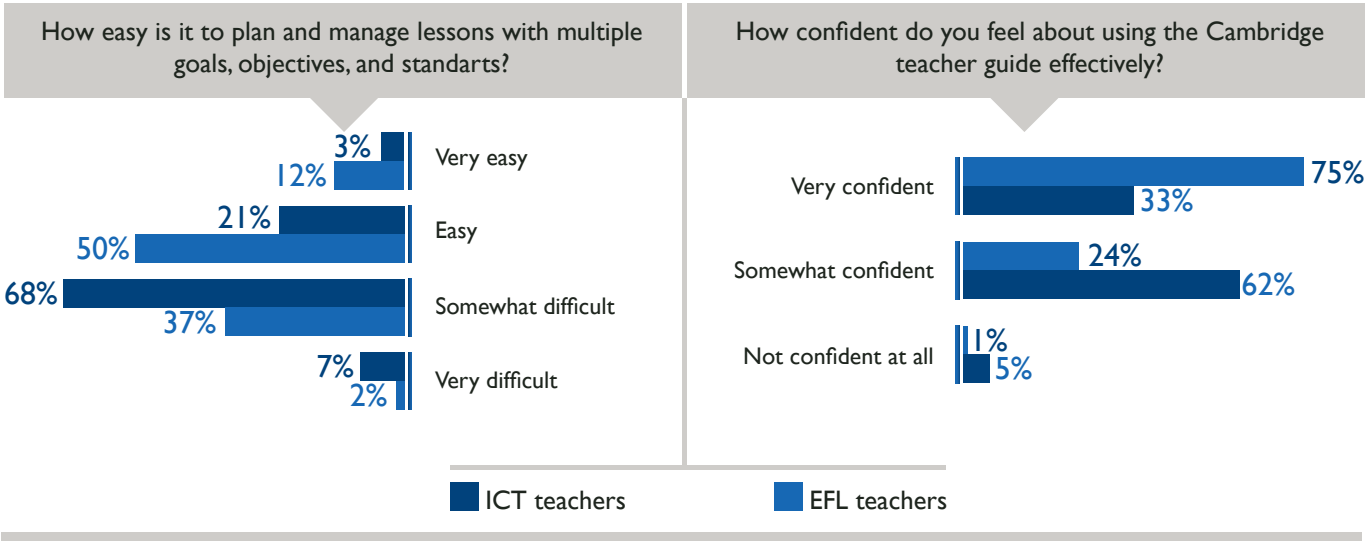 How easy is it to plan and manage lessons with multiple
goals, objectives, and standarts?
3%
12%
Very easy
21%
50%
Easy
68%
37%
Somewhat difficult
7%
2%
Very difficult
How confident do you feel about using the Cambridge
teacher guide effectively?
Very confident
75%
33%
Somewhat confident
24%
62%
Not confident at all
1%
5%
ICT teachers
EFL teachers